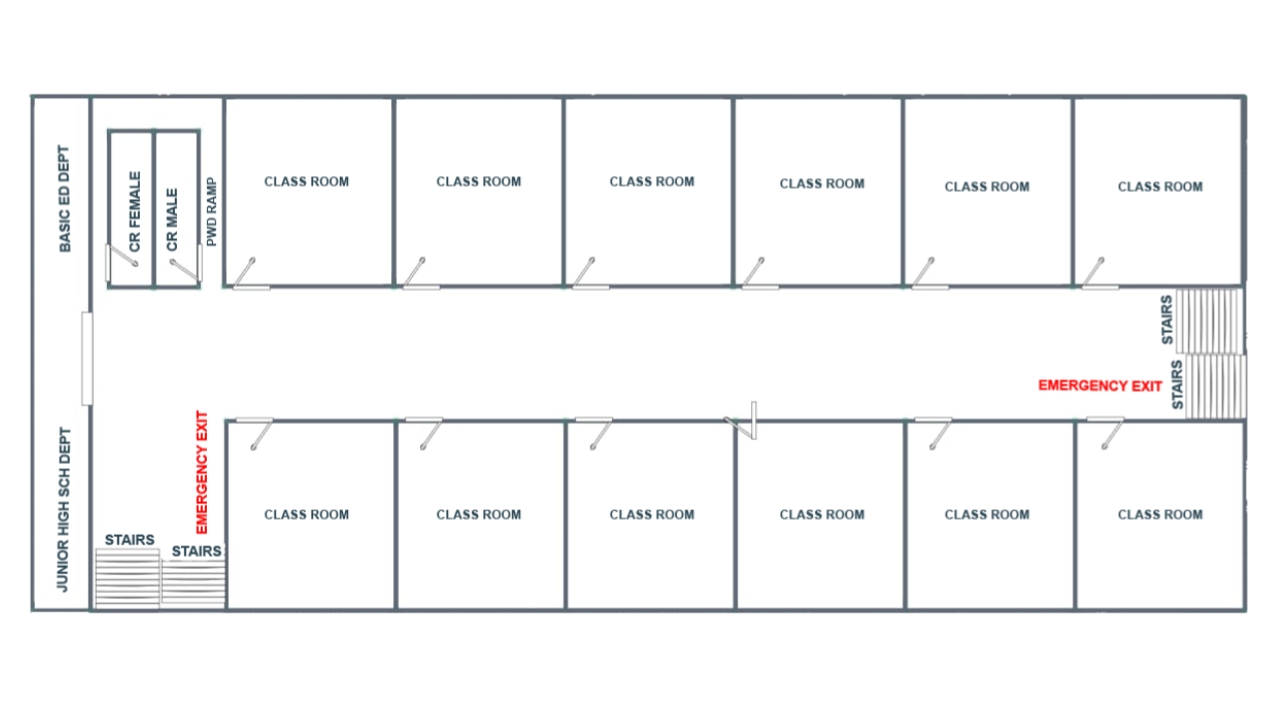 BASIC ED DEPT
CR FEMALE
CR MALE
PWD RAMP
CLASS ROOM
CLASS ROOM
CLASS ROOM
CLASS ROOM
CLASS ROOM
CLASS ROOM
STAIRS
STAIRS
EMERGENCY EXIT
EMERGENCY EXIT
JUNIOR HIGH SCH DEPT
STAIRS
STAIRS
CLASS ROOM
CLASS ROOM
CLASS ROOM
CLASS ROOM
CLASS ROOM
CLASS ROOM